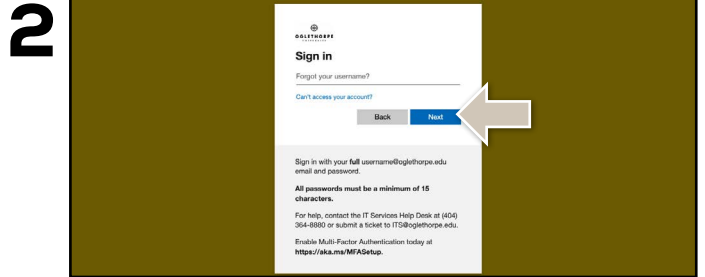 2
OGLETHORPE
UNIVERSITY
Sign in
Forgot your username?
Can't access your account?
Back Next
Sign in with your full username@oglethorpe.edu
email and password.
All passwords must be a minimum of 15
characters.
For help, contact the IT Services Help Desk at (404)
364-8880 or submit a ticket to ITS@oglethorpe.edu.
Enable Multi-Factor Authentication today at
https://aka.ms/MFASetup.